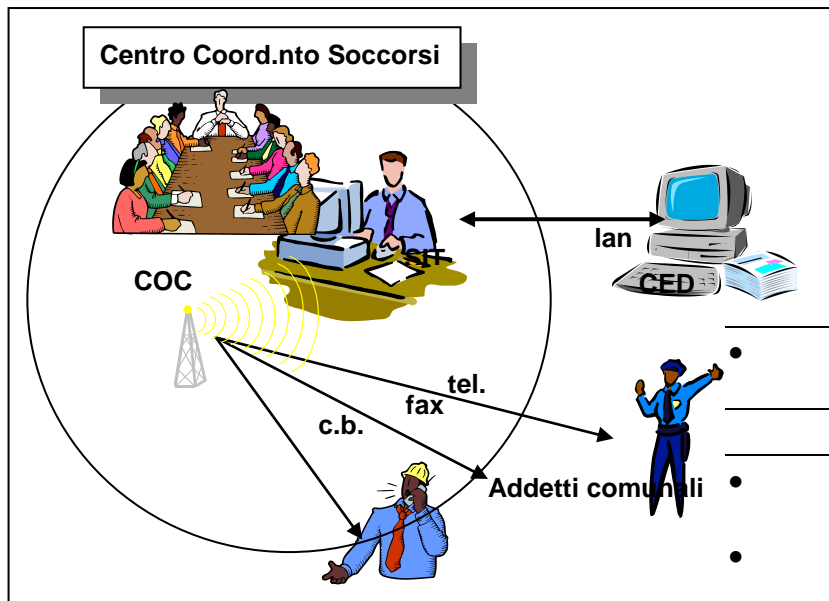 Centro Coord.nto Soccorsi
SIT
lan
COC
CED
tel.
fax
c.b.
Addetti comunali